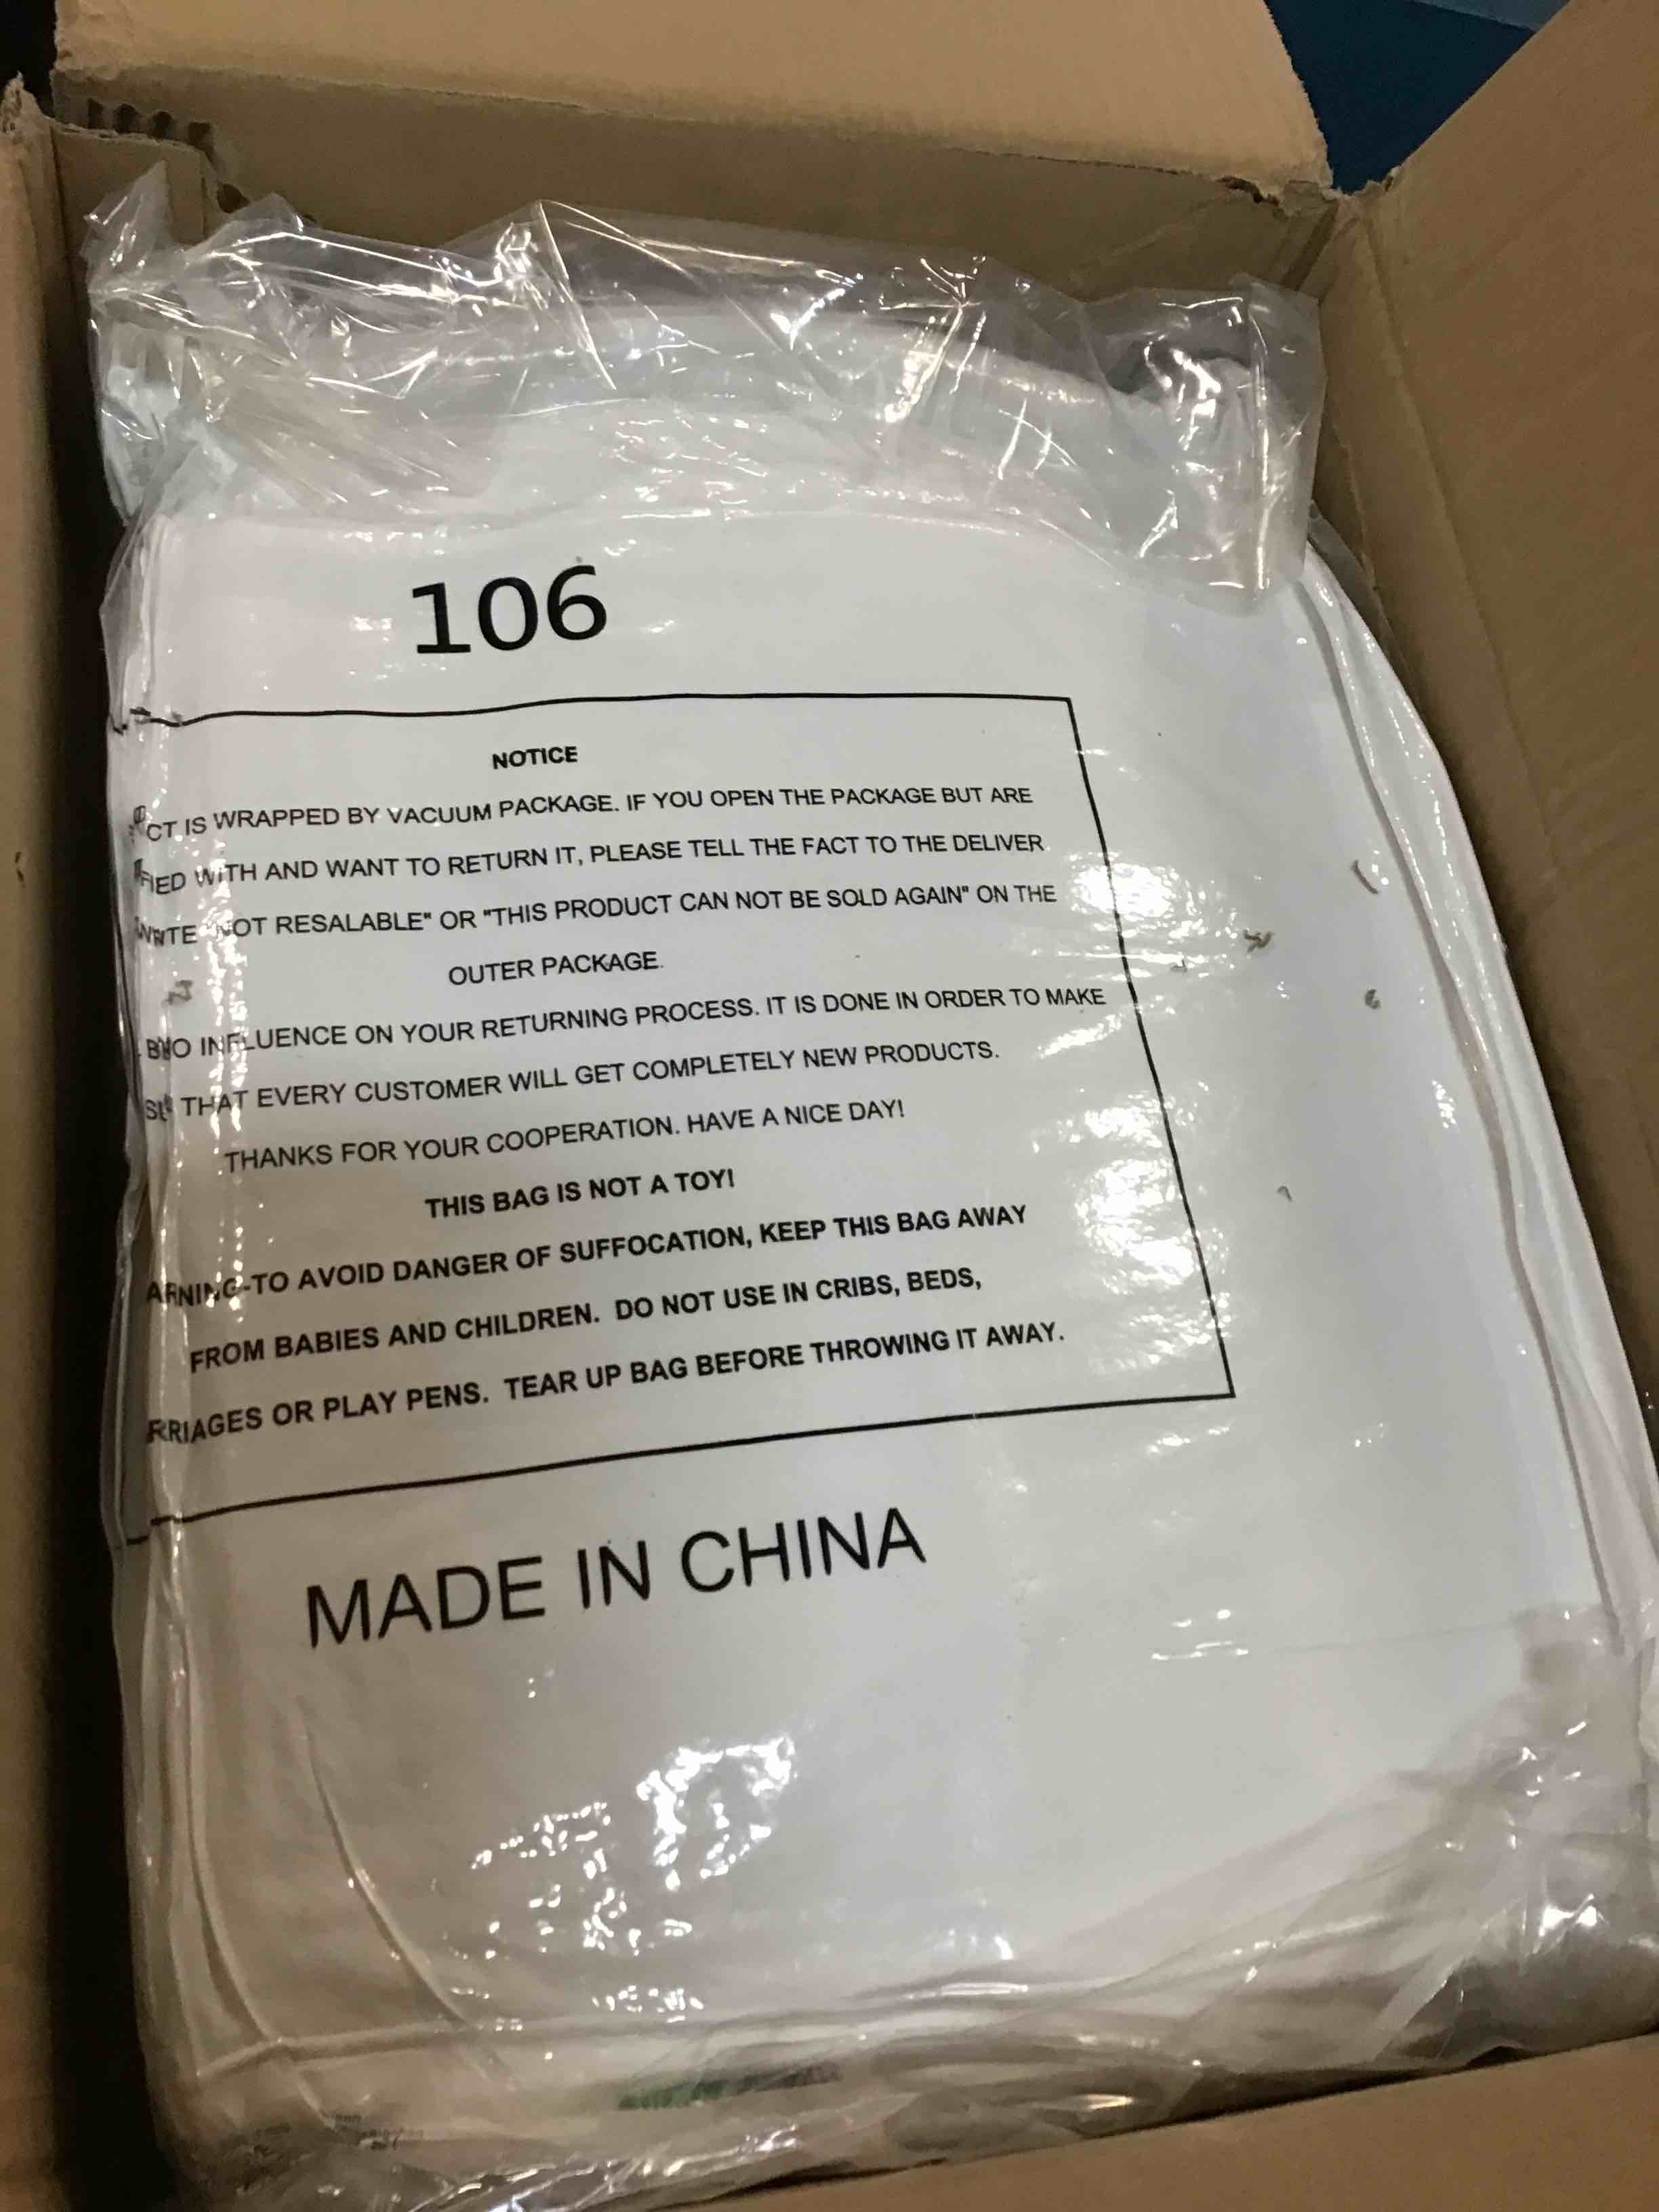 106
NOTICE
CT IS WRAPPED BY VACUUM PACKAGE. IF YOU OPEN THE PACKAGE BUT ARE
WITH AND WANT TO RETURN IT, PLEASE TELL THE FACT TO THE DELIVER
RESALABLE" OR "THIS PRODUCT CAN NOT BE SOLD AGAIN" ON THE
OUTER PACKAGE.
INFLUENCE ON YOUR RETURNING PROCESS. IT IS DONE IN ORDER TO MAKE
THAT EVERY CUSTOMER WILL GET COMPLETELY NEW PRODUCTS.
THANKS FOR YOUR COOPERATION. HAVE A NICE DAY!
THIS BAG IS NOT A TOY!
ARNING-TO AVOID DANGER OF SUFFOCATION, KEEP THIS BAG AWAY
FROM BABIES AND CHILDREN. DO NOT USE IN CRIBS, BEDS,
RRIAGES OR PLAY PENS. TEAR UP BAG BEFORE THROWING IT AWAY.
MADE IN CHINA